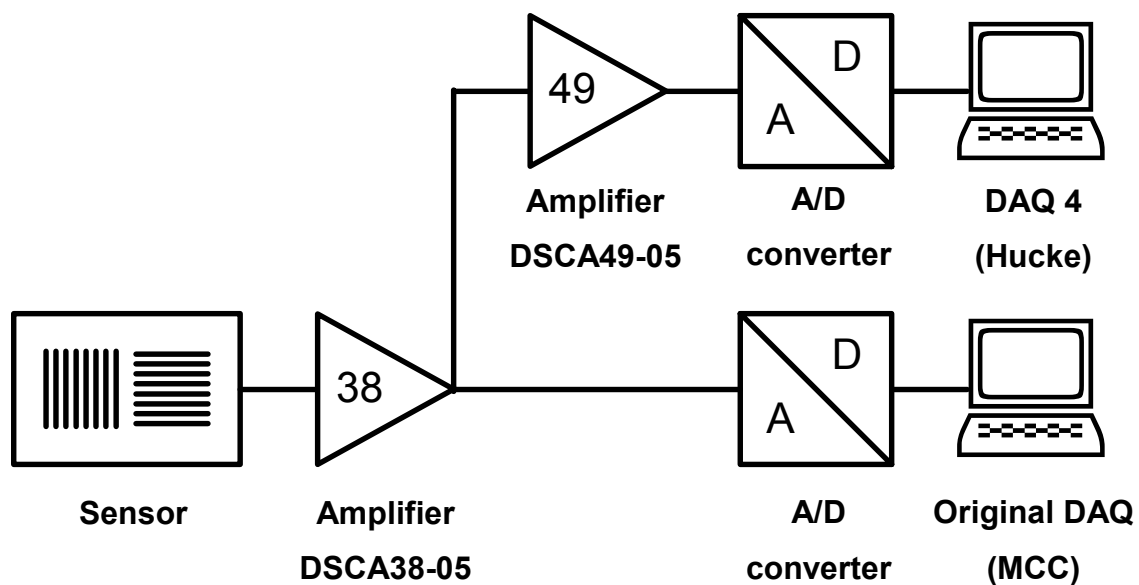 49
D
A
Amplifier
DSCA49-05
A/D
converter
DAQ 4
(Hucke)
38
D
A
Sensor
Amplifier
DSCA38-05
A/D
converter
Original DAQ
(MCC)